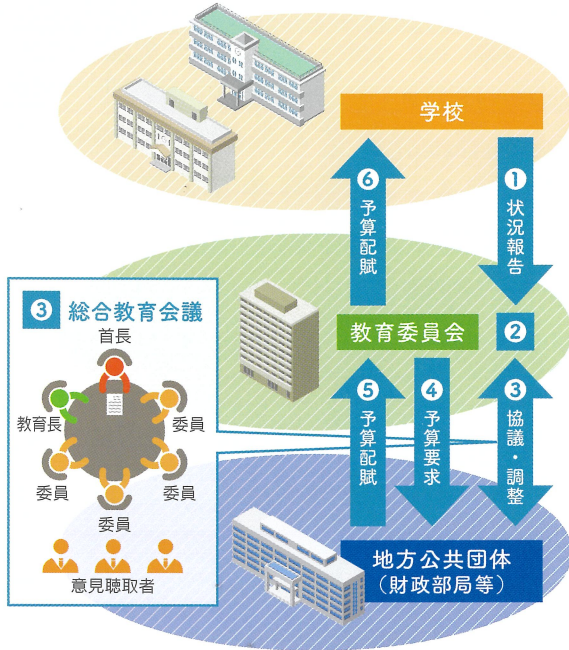 学校
❻予算配賦
❶状況報告
❸ 総合教育会議
首長
教育長
委員
委員
委員
委員
意見聴取者
教育委員会
❷
❺予算配賦
❹予算要求
❸協議・調整
地方公共団体
（財政部局等）